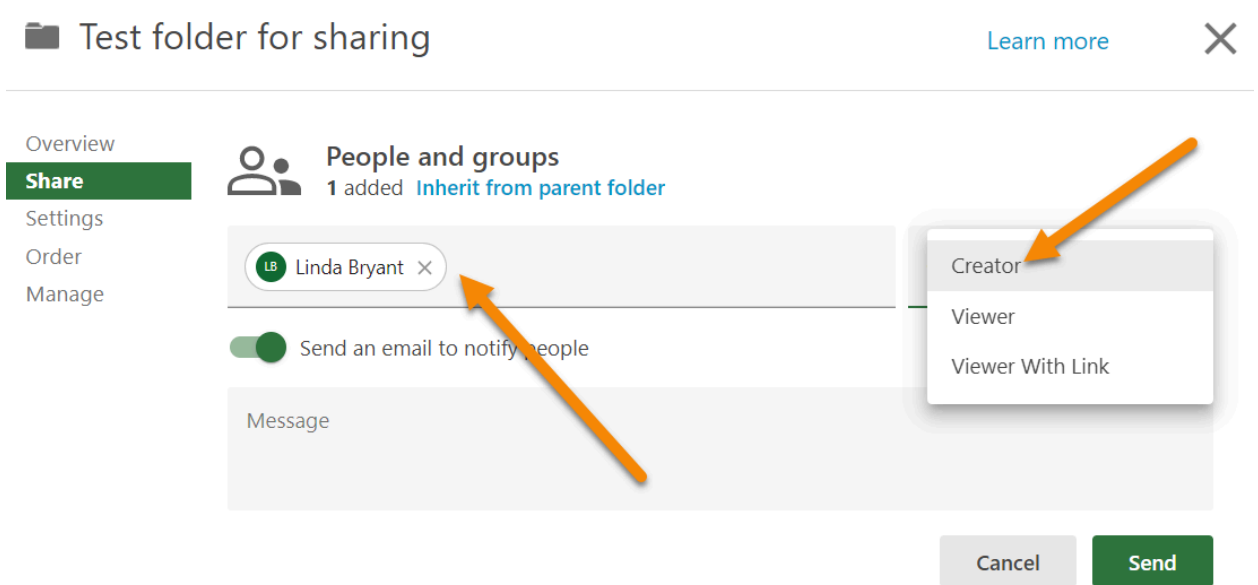 Test folder for sharing
Learn more
Overview
Share
Settings
Order
Manage
People and groups
1 added Inherit from parent folder
LB Linda Bryant
Creator
Viewer
Viewer With Link
Send an email to notify people
Message
Cancel
Send